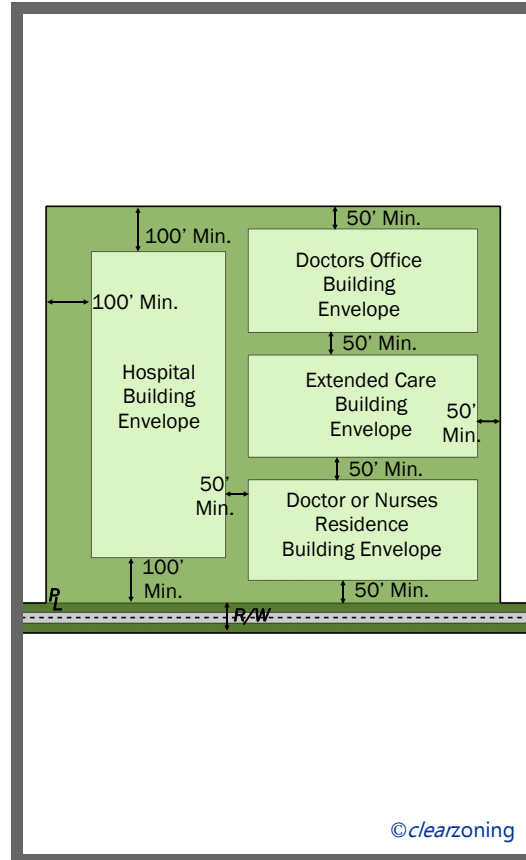 50’ Min.
100’ Min.
Doctors Office
Building
Envelope
100’ Min.
50’ Min.
Hospital
Building
Envelope
Extended Care
Building
Envelope
50’
Min.
50’ Min.
50’
Min.
Doctor or Nurses
Residence
Building Envelope
100’
Min.
50’ Min.
PL
R/W
©clearzoning